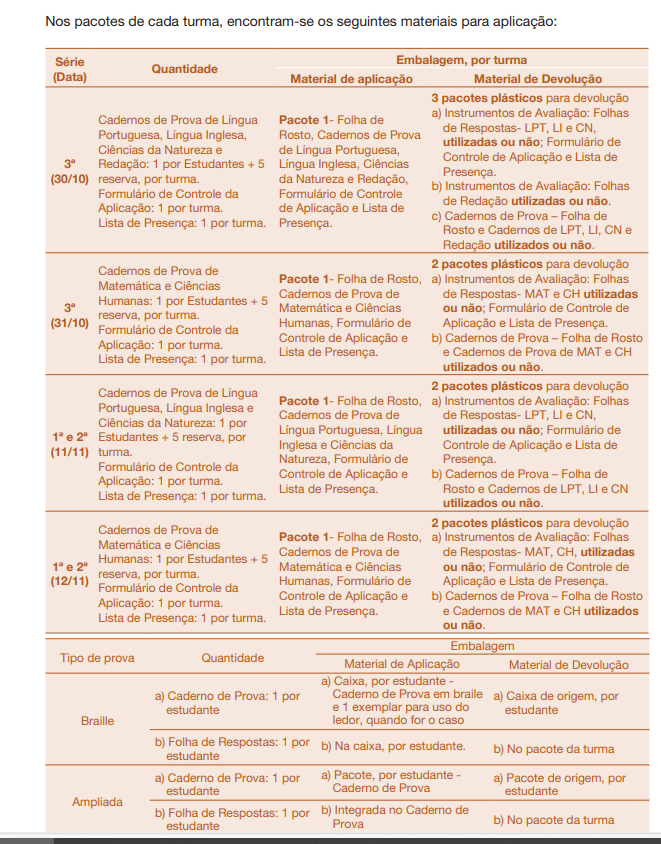 Nos pacotes de cada turma, encontram-se os seguintes materiais para aplicação:
Série
(Data)
Quantidade
Embalagem, por turma
Material de aplicação
Material de Devolução
3ª
(30/10)
Cadernos de Prova de Língua
Portuguesa, Língua Inglesa,
Ciências da Natureza e
Redação: 1 por Estudantes + 5
reserva, por turma.
Formulário de Controle da
Aplicação: 1 por turma.
Lista de Presença: 1 por turma.
Pacote 1- Folha de
Rosto, Cadernos de Prova
de Língua Portuguesa,
Língua Inglesa, Ciências
da Natureza e Redação,
Formulário de Controle
de Aplicação e Lista de
Presença.
3 pacotes plásticos para devolução
a) Instrumentos de Avaliação: Folhas
de Respostas- LPT, LI e CN,
utilizadas ou não; Formulário de
Controle de Aplicação e Lista de
Presença.
b) Instrumentos de Avaliação: Folhas
de Redação utilizadas ou não.
c) Cadernos de Prova – Folha de
Rosto e Cadernos de LPT, LI, CN e
Redação utilizados ou não.
3ª
(31/10)
Cadernos de Prova de
Matemática e Ciências
Humanas: 1 por Estudantes + 5
reserva, por turma.
Formulário de Controle da
Aplicação: 1 por turma.
Lista de Presença: 1 por turma.
Pacote 1- Folha de Rosto,
Cadernos de Prova de
Matemática e Ciências
Humanas, Formulário de
Controle de Aplicação e
Lista de Presença.
2 pacotes plásticos para devolução
a) Instrumentos de Avaliação: Folhas
de Respostas- MAT e CH utilizadas
ou não; Formulário de Controle de
Aplicação e Lista de Presença.
b) Cadernos de Prova – Folha de Rosto
e Cadernos de Prova de MAT e CH
utilizados ou não.
1ª e 2ª
(11/11)
Cadernos de Prova de Língua
Portuguesa, Língua Inglesa e
Ciências da Natureza: 1 por
Estudantes + 5 reserva, por
turma.
Formulário de Controle da
Aplicação: 1 por turma.
Lista de Presença: 1 por turma.
Pacote 1- Folha de Rosto,
Cadernos de Prova de
Língua Portuguesa, Língua
Inglesa e Ciências da
Natureza, Formulário de
Controle de Aplicação e
Lista de Presença.
2 pacotes plásticos para devolução
a) Instrumentos de Avaliação: Folhas
de Respostas- LPT, LI e CN,
utilizadas ou não; Formulário de
Controle de Aplicação e Lista de
Presença.
b) Cadernos de Prova – Folha de
Rosto e Cadernos de LPT, LI e CN
utilizados ou não.
1ª e 2ª
(12/11)
Cadernos de Prova de
Matemática e Ciências
Humanas: 1 por Estudantes + 5
reserva, por turma.
Formulário de Controle da
Aplicação: 1 por turma.
Lista de Presença: 1 por turma.
Pacote 1- Folha de Rosto,
Cadernos de Prova de
Matemática e Ciências
Humanas, Formulário de
Controle de Aplicação e
Lista de Presença.
2 pacotes plásticos para devolução
a) Instrumentos de Avaliação: Folhas
de Respostas- MAT, CH, utilizadas
ou não; Formulário de Controle de
Aplicação e Lista de Presença.
b) Cadernos de Prova – Folha de Rosto
e Cadernos de MAT e CH utilizados
ou não.
Tipo de prova
Quantidade
Embalagem
Material de Aplicação
Material de Devolução
Braille
a) Caderno de Prova: 1 por
estudante
a) Caixa, por estudante -
Caderno de Prova em braile
e 1 exemplar para uso do
ledor, quando for o caso
a) Caixa de origem, por
estudante
b) Folha de Respostas: 1 por
estudante
b) Na caixa, por estudante.
b) No pacote da turma
Ampliada
a) Caderno de Prova: 1 por
estudante
a) Pacote, por estudante -
Caderno de Prova
a) Pacote de origem, por
estudante
b) Folha de Respostas: 1 por
estudante
b) Integrada no Caderno de
Prova
b) No pacote da turma